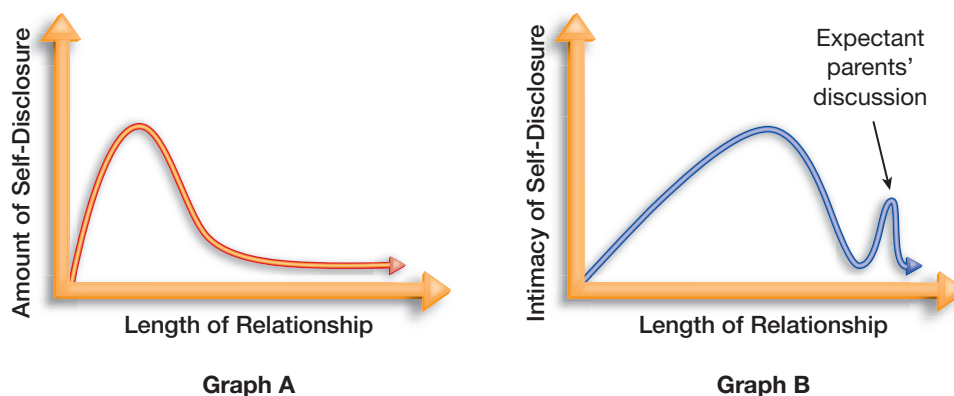 Amount of Self-Disclosure
Length of Relationship
Graph A
Intimacy of Self-Disclosure
Expectant
parents’
discussion
Length of Relationship
Graph B